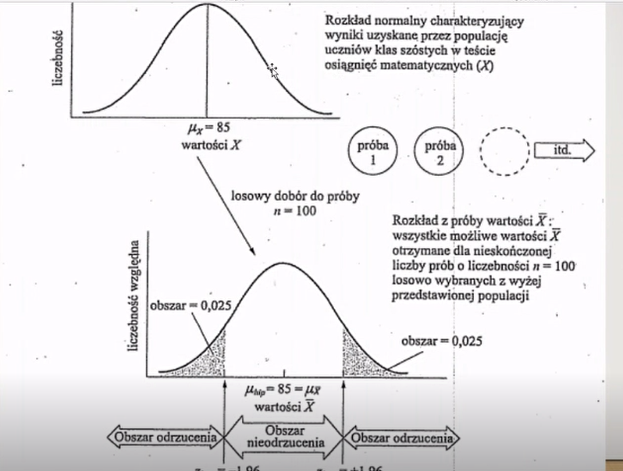 liczebność
Rozkład normalny charakteryzujący
wyniki uzyskane przez populację
uczniów klas szóstych w teście
osiągnięć matematycznych (X)
μx = 85
wartości X
próba
1
próba
2
itd.
losowy dobór do próby
n = 100
Rozkład z próby wartości X̅:
wszystkie możliwe wartości X̅
otrzymane dla nieskończonej
liczby prób o liczebności n = 100
losowo wybranych z wyżej
przedstawionej populacji
liczebność względna
obszar = 0,025
obszar = 0,025
μhip = 85 = μx̅
wartości X̅
Obszar odrzucenia
Obszar
nieodrzucenia
Obszar odrzucenia